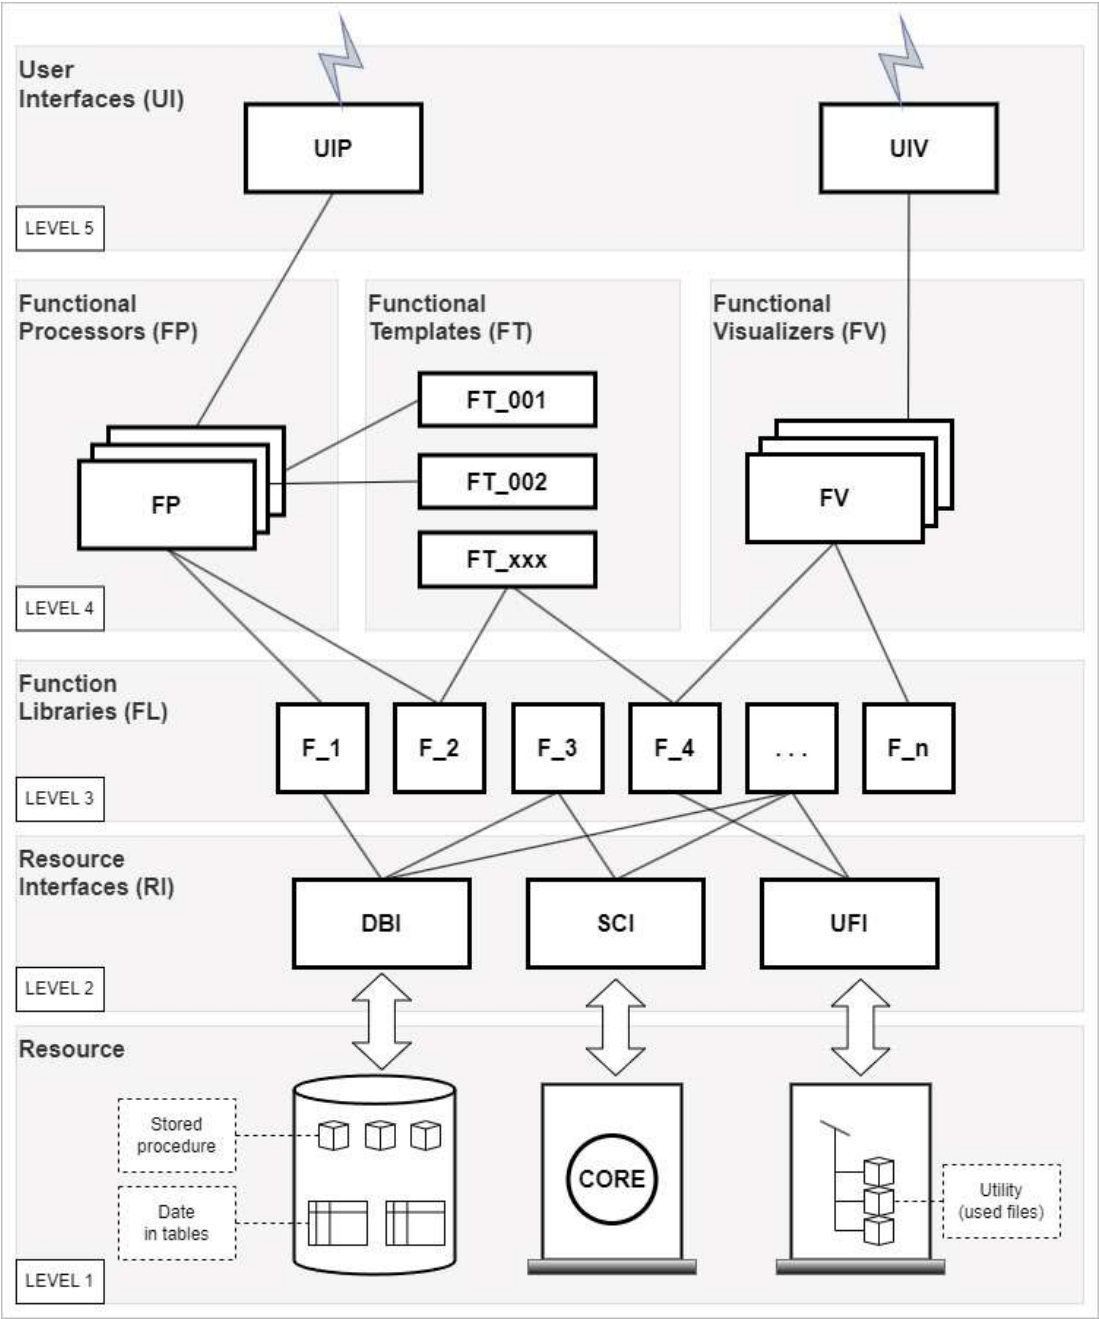 User
Interfaces (UI)
UIP
UIV
LEVEL 5
Functional
Processors (FP)
Functional
Templates (FT)
Functional
Visualizers (FV)
FT_001
FT_002
FT_xxx
FP
FV
LEVEL 4
Function
Libraries (FL)
F_1
F_2
F_3
F_4
. . .
F_n
LEVEL 3
Resource
Interfaces (RI)
DBI
SCI
UFI
LEVEL 2
Resource
Stored
procedure
Date
in tables
CORE
Utility
(used files)
LEVEL 1